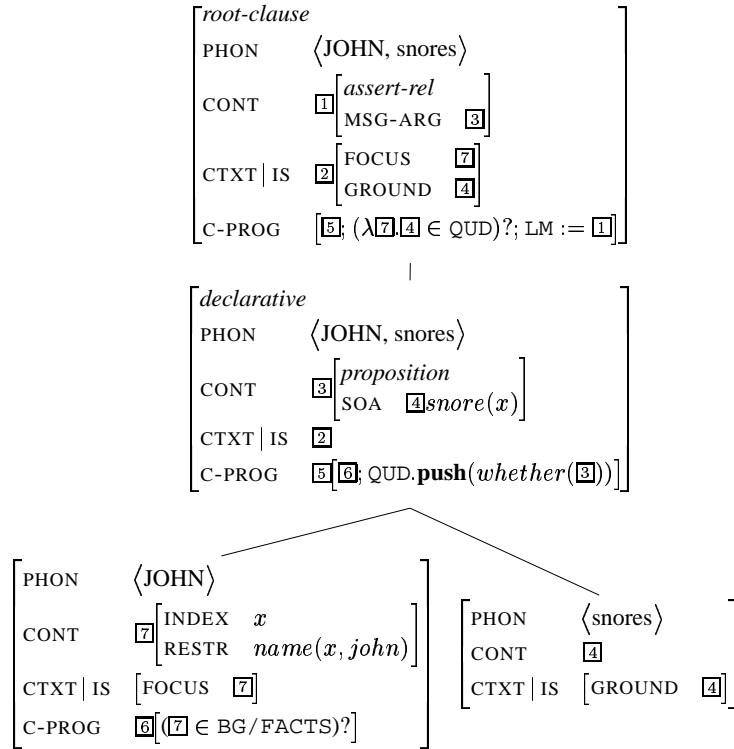 root-clause
PHON ⟨JOHN, snores⟩
CONT 1 [assert-rel
MSG-ARG 3]
CTXT | IS 2 [FOCUS 7
GROUND 4]
C-PROG [5; (λ7.4 ∈ QUD)?; LM := 1]
declarative
PHON ⟨JOHN, snores⟩
CONT 3 [proposition
SOA 4 snore(x)]
CTXT | IS 2
C-PROG 5 [6; QUD.push(whether(3))]
PHON ⟨JOHN⟩
CONT 7 [INDEX x
RESTR name(x, john)]
CTXT | IS [FOCUS 7]
C-PROG 6 [(7 ∈ BG/FACTS)?]
PHON ⟨snores⟩
CONT 4
CTXT | IS [GROUND 4]